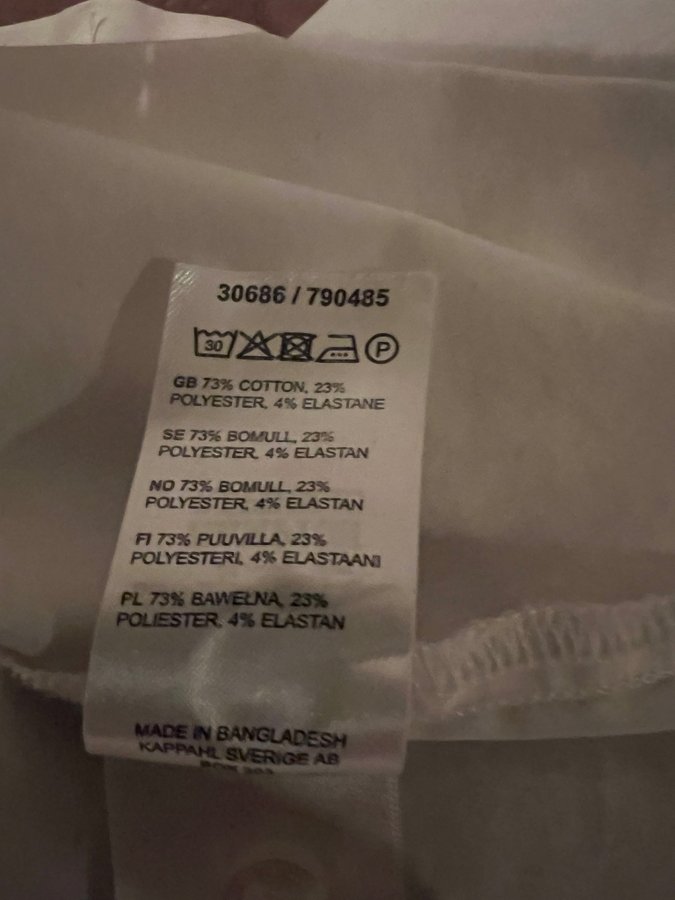 30686 / 790485
30 P
GB 73% COTTON, 23%
POLYESTER, 4% ELASTANE
SE 73% BOMULL, 23%
POLYESTER, 4% ELASTAN
NO 73% BOMULL, 23%
POLYESTER, 4% ELASTAN
FI 73% PUUVILLA, 23%
POLYESTERI, 4% ELASTAANI
PL 73% BAWEŁNA, 23%
POLIESTER, 4% ELASTAN
MADE IN BANGLADESH
KAPPAHL SVERIGE AB
BOX